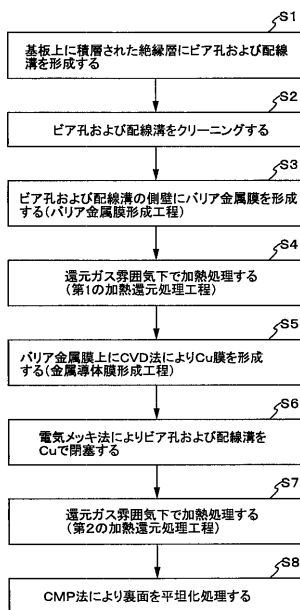 S1
基板上に積層された絶縁層にビア孔および配線
溝を形成する
S2
ビア孔および配線溝をクリーニングする
S3
ビア孔および配線溝の側壁にバリア金属膜を形成
する(バリア金属膜形成工程)
S4
還元ガス雰囲気下で加熱処理する
(第1の加熱還元処理工程)
S5
バリア金属膜上にCVD法によりCu膜を形成
する(金属導体膜形成工程)
S6
電気メッキ法によりビア孔および配線溝を
Cuで閉塞する
S7
還元ガス雰囲気下で加熱処理する
(第2の加熱還元処理工程)
S8
CMP法により裏面を平坦化処理する